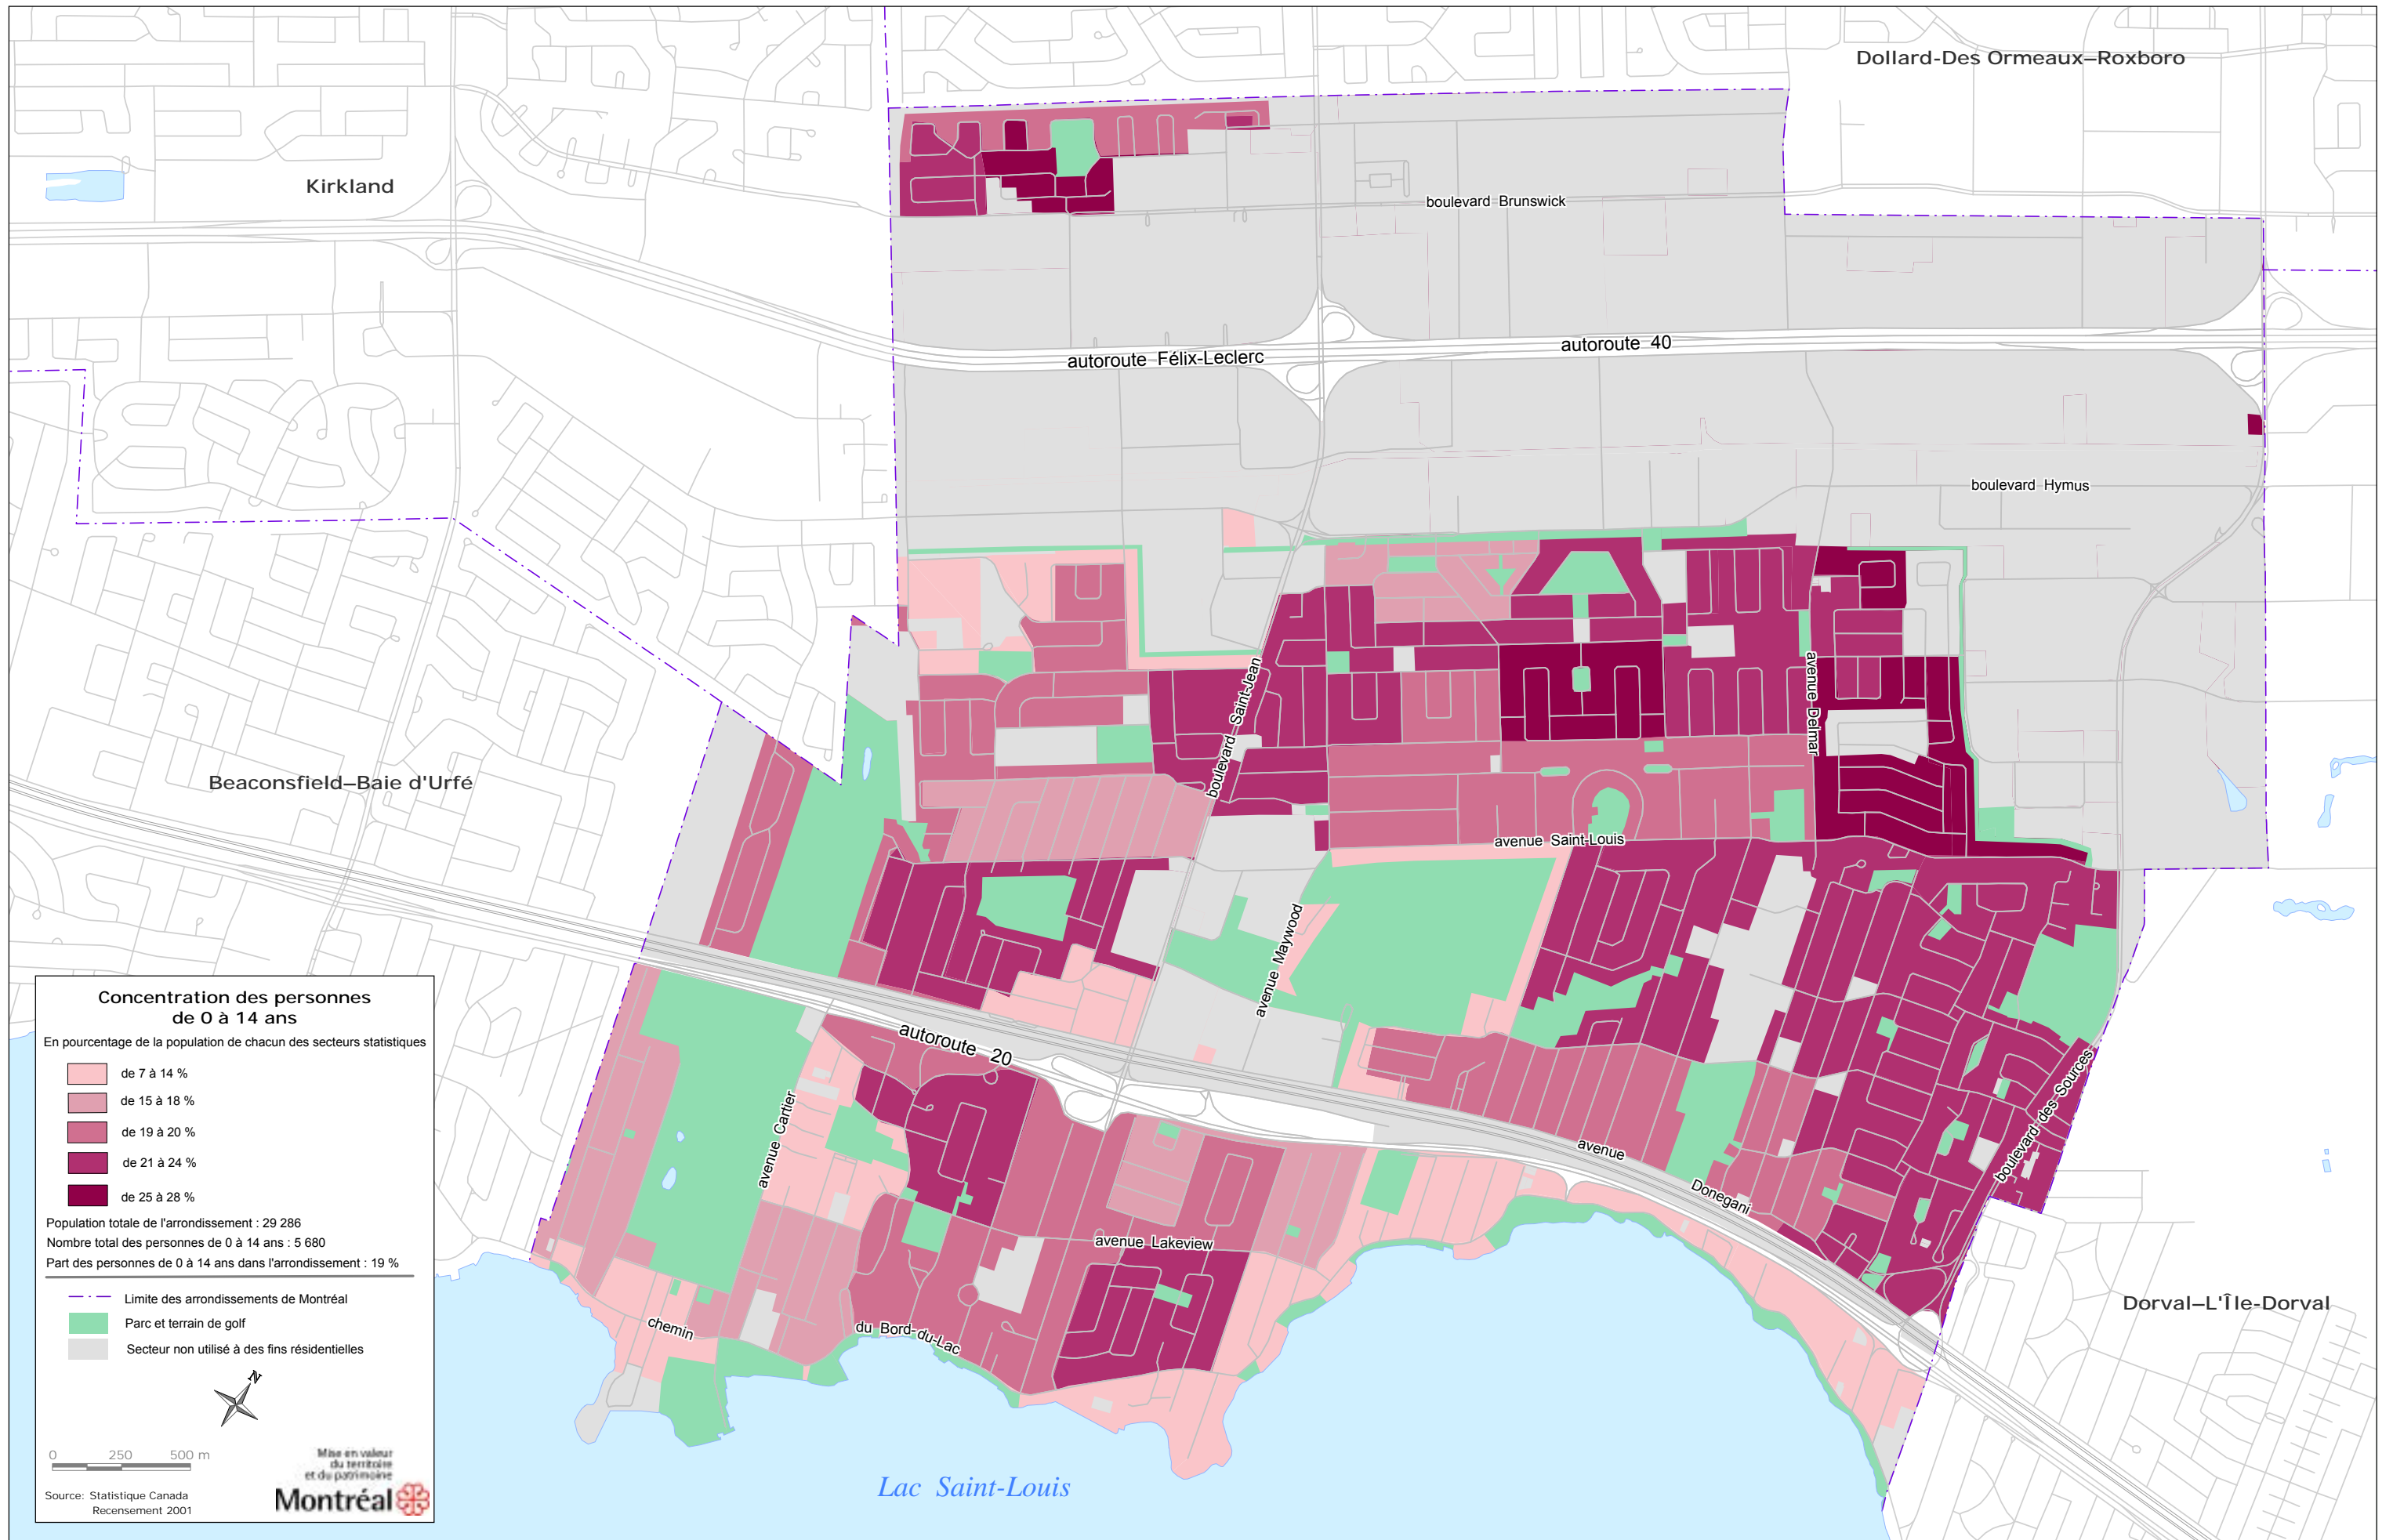 Dollard-Des Ormeaux–Roxboro
Kirkland
boulevard Brunswick
autoroute Félix-Leclerc
autoroute 40
boulevard Hymus
boulevard Saint-Jean
avenue Delmar
Beaconsfield–Baie d'Urfé
avenue Saint-Louis
avenue Maywood
autoroute 20
avenue Cartier
boulevard des Sources
avenue Donegani
avenue Lakeview
chemin du Bord-du-Lac
Dorval–L'Île-Dorval
Lac Saint-Louis
Concentration des personnes
de 0 à 14 ans
En pourcentage de la population de chacun des secteurs statistiques
de 7 à 14 %
de 15 à 18 %
de 19 à 20 %
de 21 à 24 %
de 25 à 28 %
Population totale de l'arrondissement : 29 286
Nombre total des personnes de 0 à 14 ans : 5 680
Part des personnes de 0 à 14 ans dans l'arrondissement : 19 %
Limite des arrondissements de Montréal
Parc et terrain de golf
Secteur non utilisé à des fins résidentielles
N
0 250 500 m
Mise en valeur
du territoire
et du patrimoine
Montréal
Source: Statistique Canada
Recensement 2001